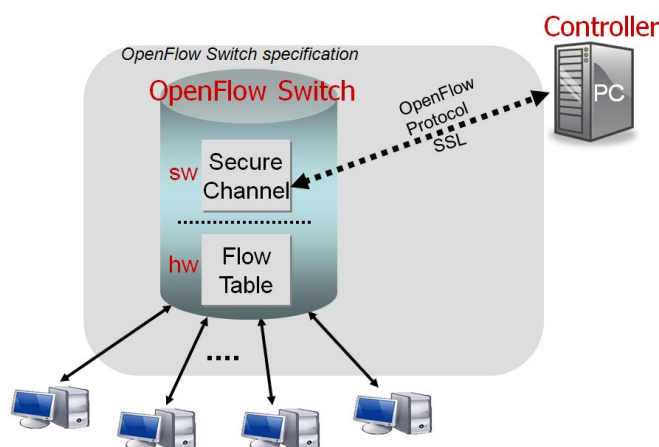 Controller
OpenFlow Switch specification
OpenFlow Switch
PC
OpenFlow
Protocol
SSL
sw
Secure
Channel
hw
Flow
Table